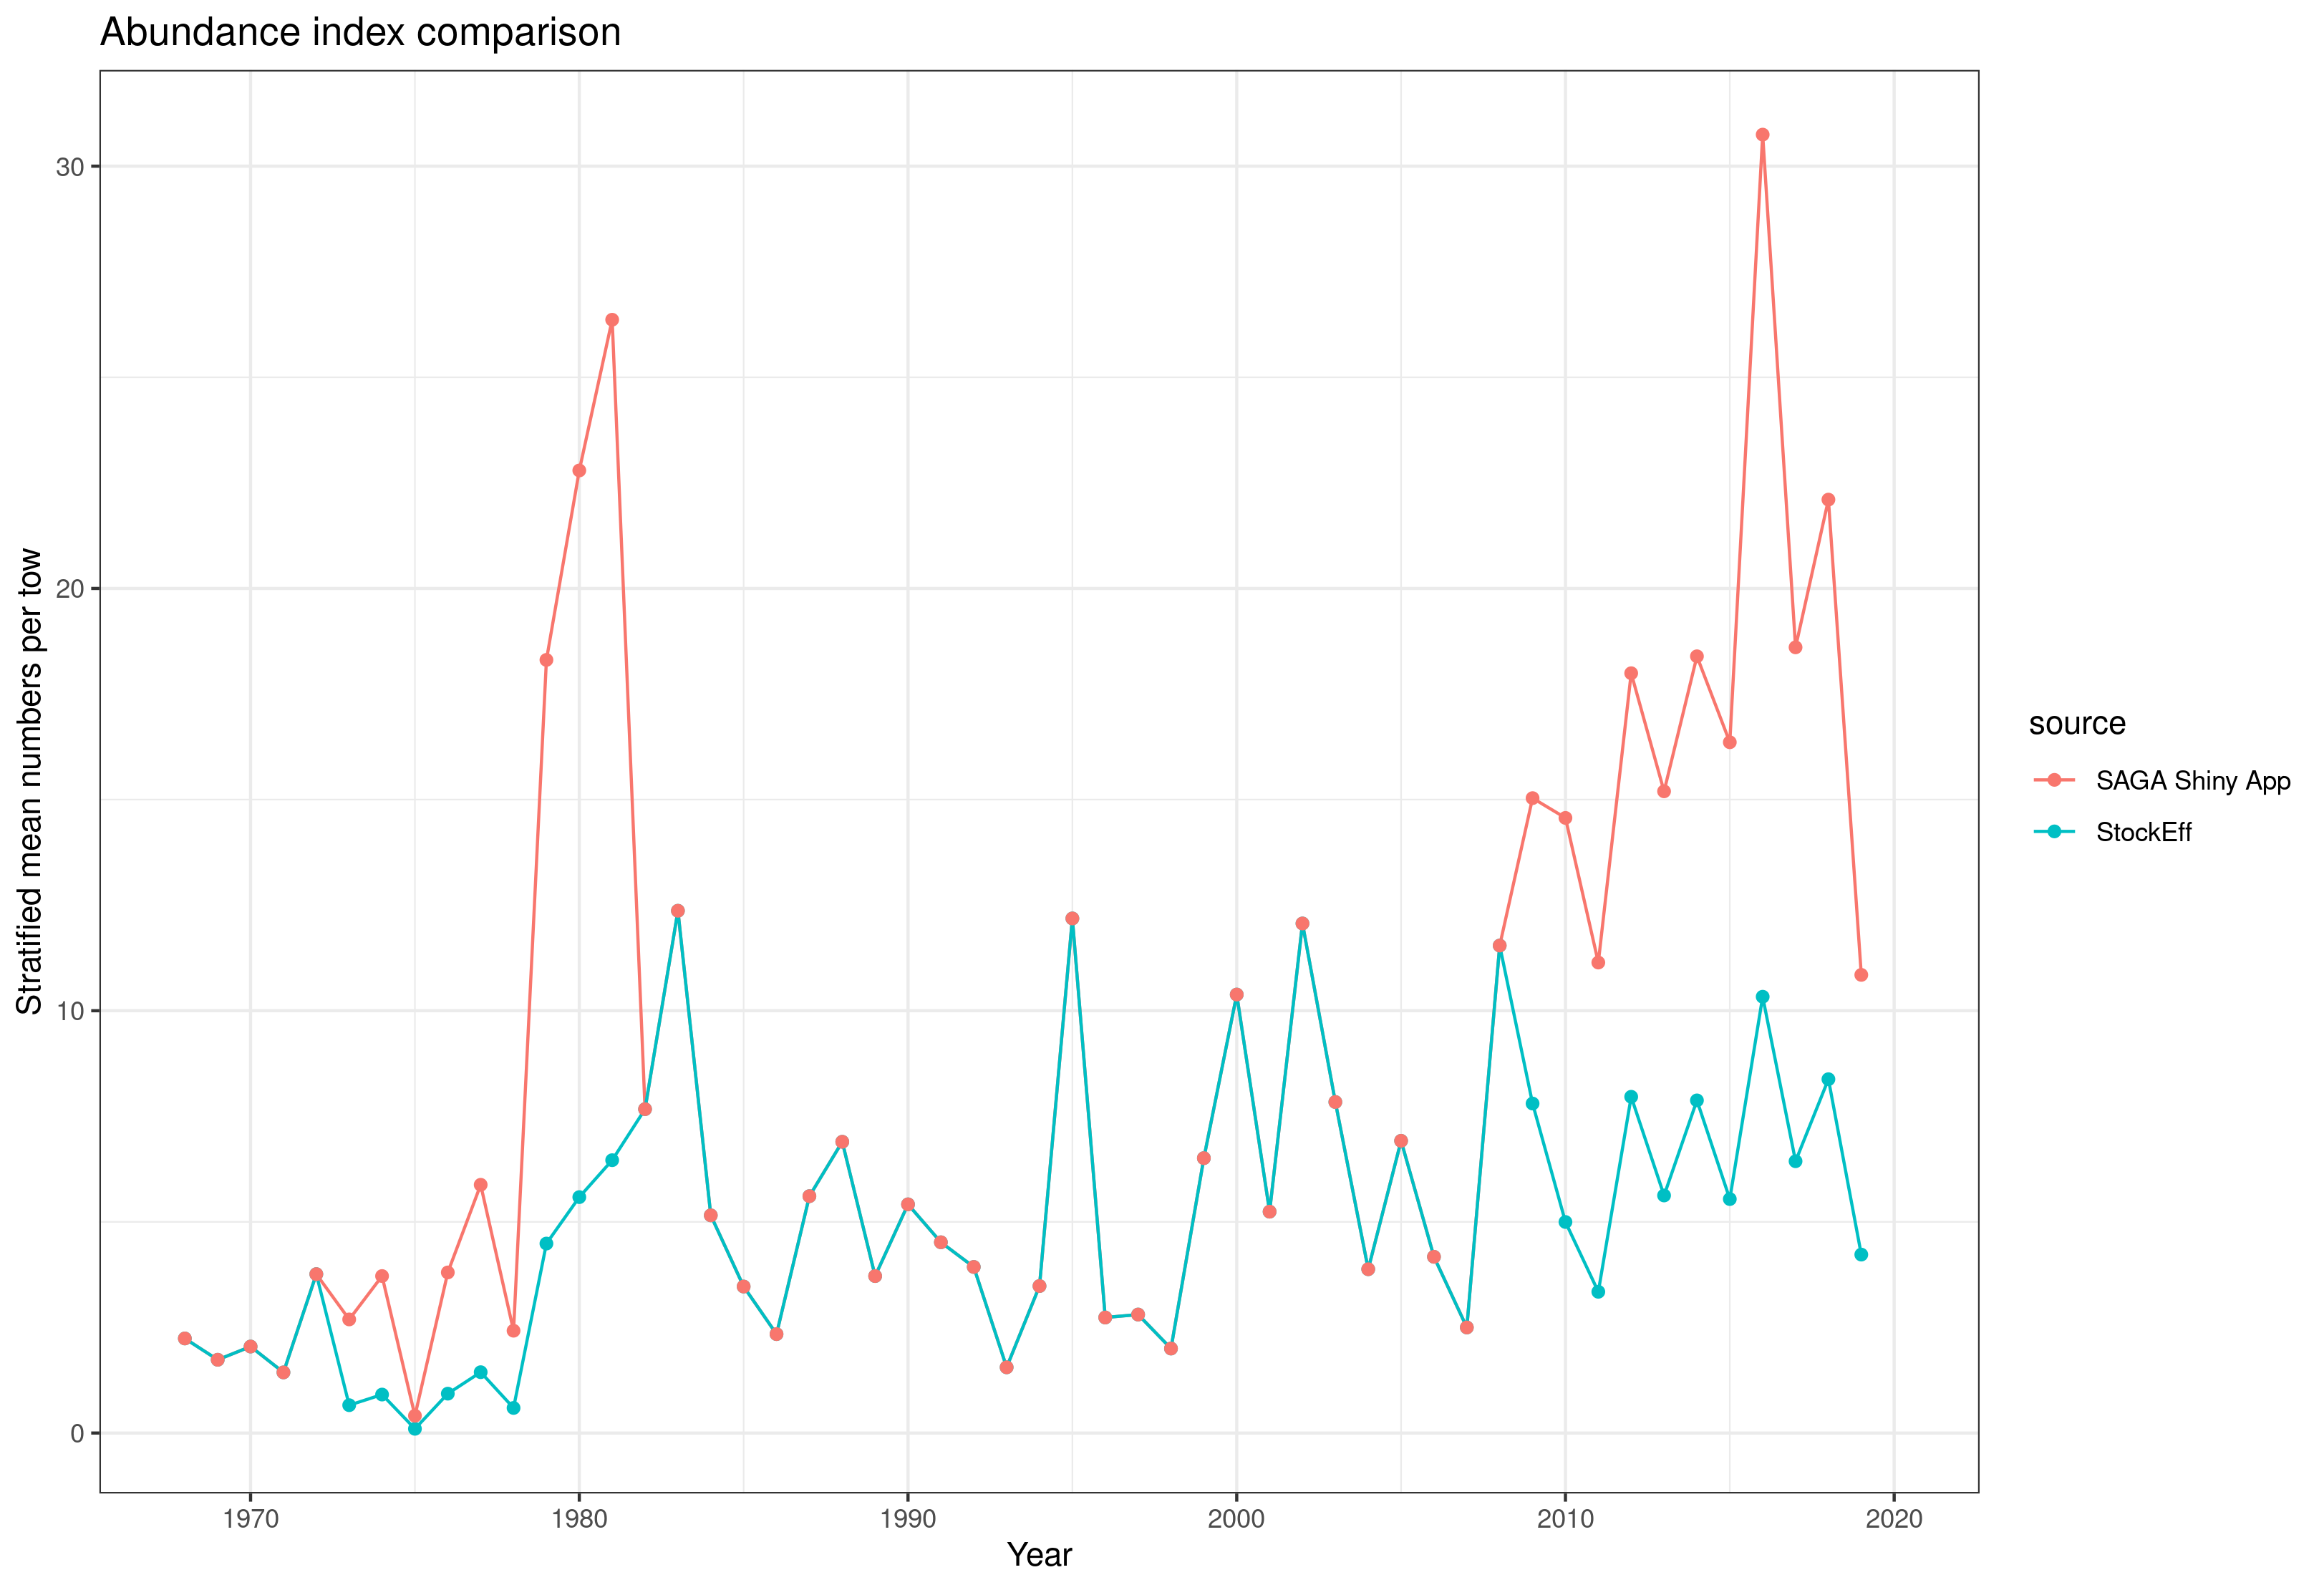 Abundance index comparison
Stratified mean numbers per tow
30
20
10
0
1970
1980
1990
2000
2010
2020
Year
source
SAGA Shiny App
StockEff